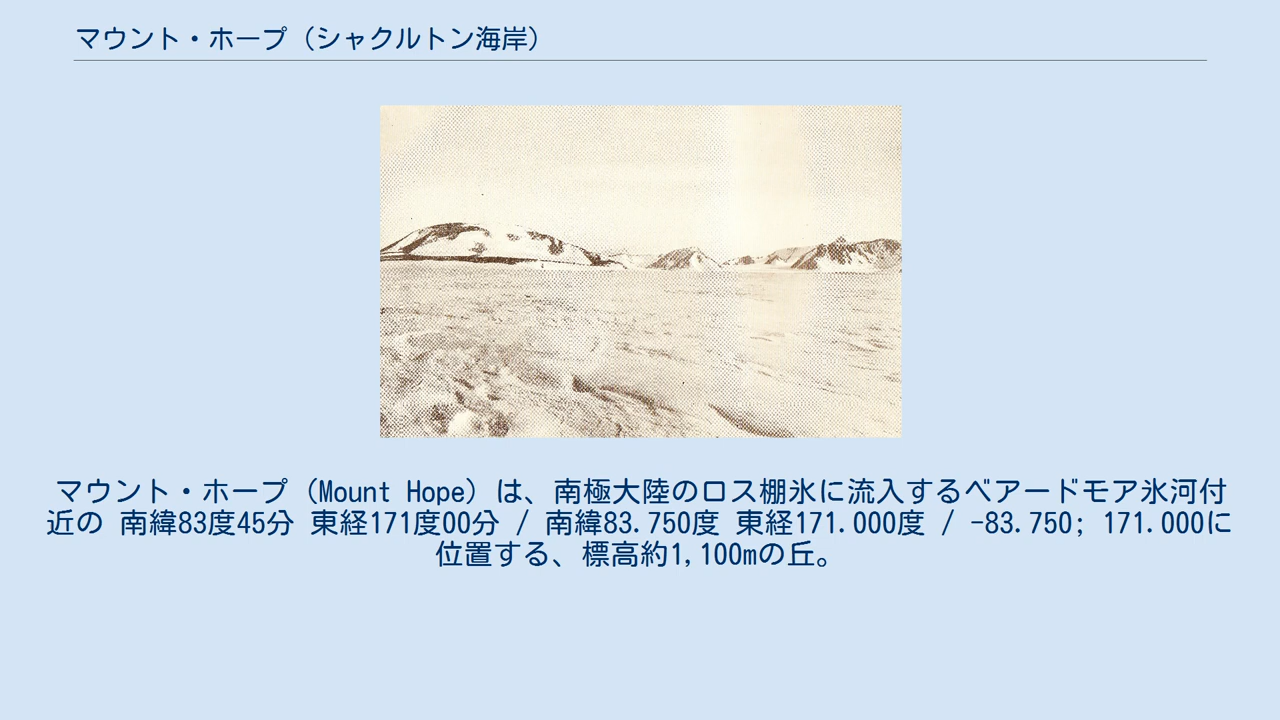 マウント・ホープ（シャクルトン海岸）
マウント・ホープ（Mount Hope）は、南極大陸のロス棚氷に流入するベアードモア氷河付
近の 南緯83度45分 東経171度00分 / 南緯83.750度 東経171.000度 / -83.750; 171.000に
位置する、標高約1,100mの丘。